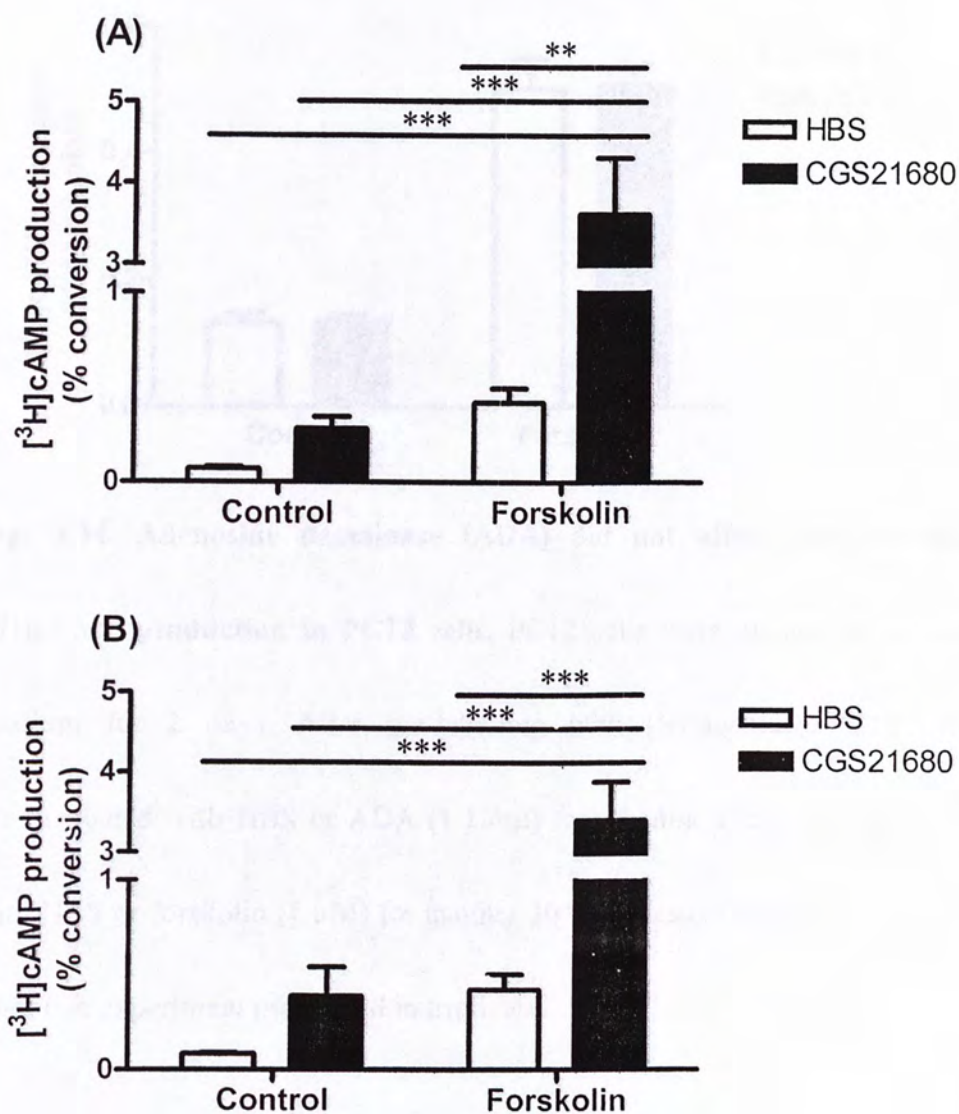 (A)
**
***
***
5
4
3
1
0
[³H]cAMP production
(% conversion)
HBS
CGS21680
Control
Forskolin
(B)
***
***
***
5
4
3
1
0
[³H]cAMP production
(% conversion)
HBS
CGS21680
Control
Forskolin